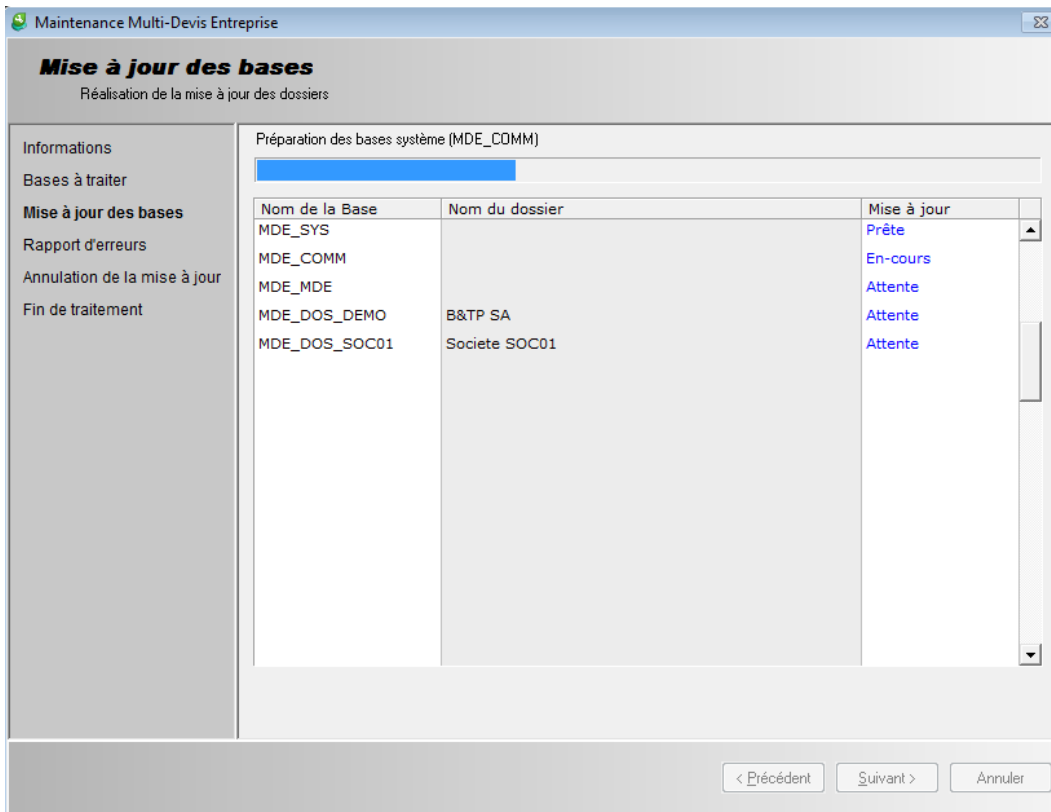 Maintenance Multi-Devis Entreprise
Mise à jour des bases
Réalisation de la mise à jour des dossiers
Informations
Bases à traiter
Mise à jour des bases
Rapport d'erreurs
Annulation de la mise à jour
Fin de traitement
Préparation des bases système (MDE_COMM)
Nom de la Base Nom du dossier Mise à jour
MDE_SYS Prête
MDE_COMM En-cours
MDE_MDE Attente
MDE_DOS_DEMO B&TP SA Attente
MDE_DOS_SOC01 Societe SOC01 Attente
< Précédent Suivant > Annuler